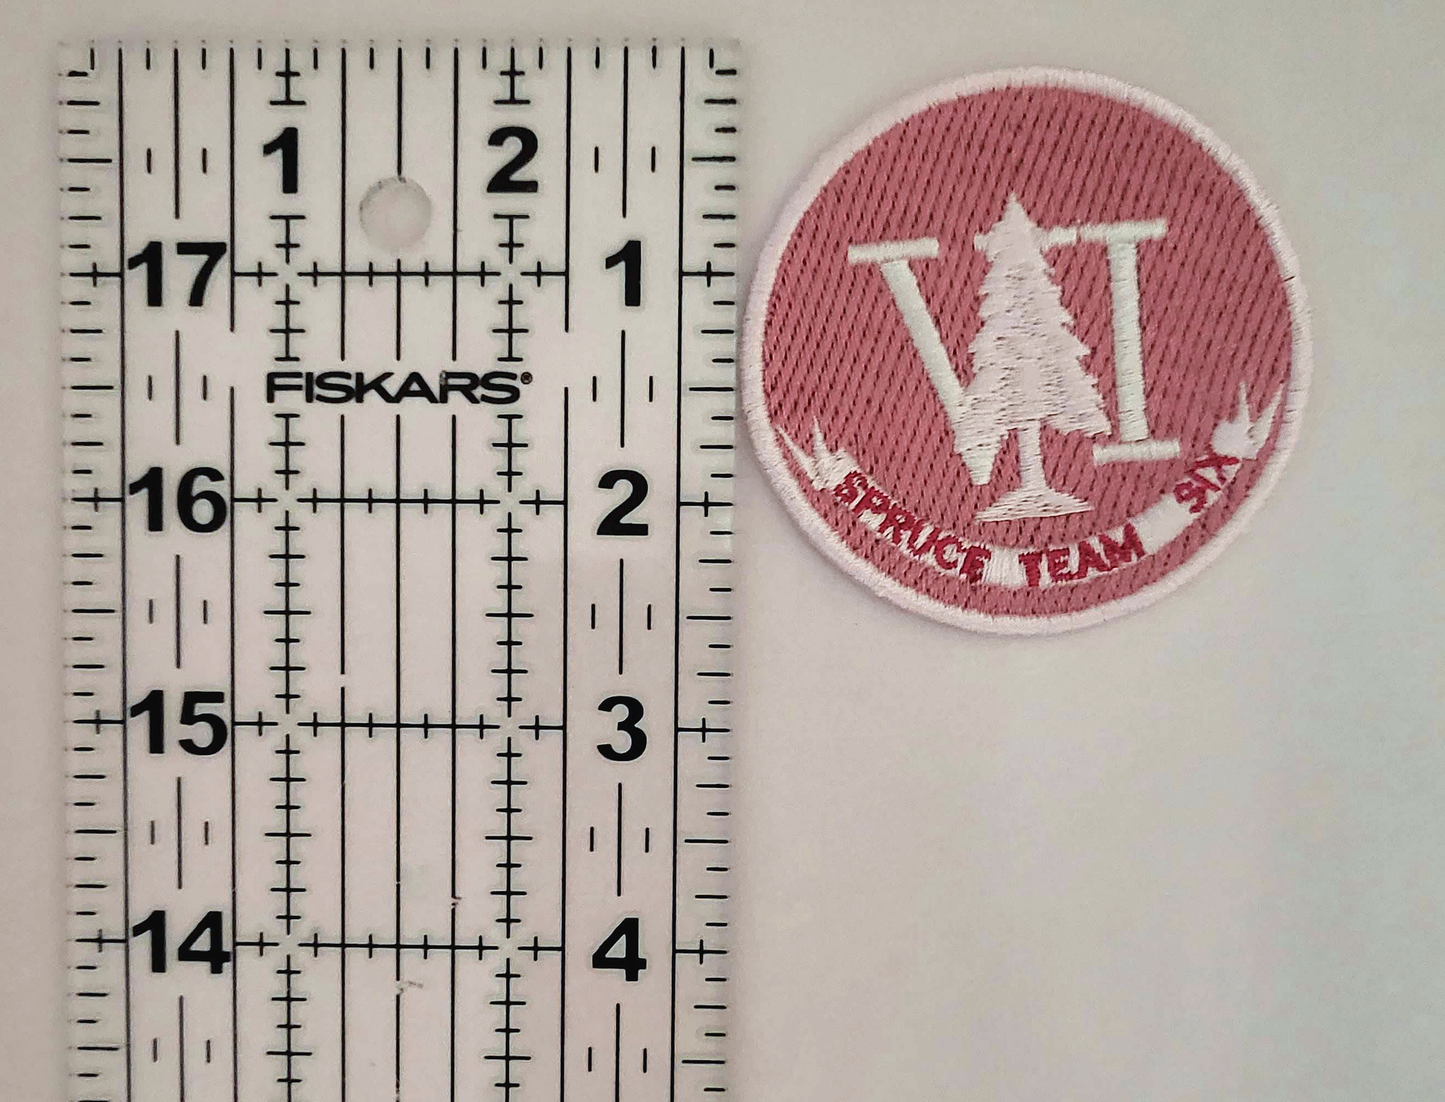 1 2
17 1
FISKARS®
16 2
15 3
14 4
VI
SPRUCE TEAM SIX